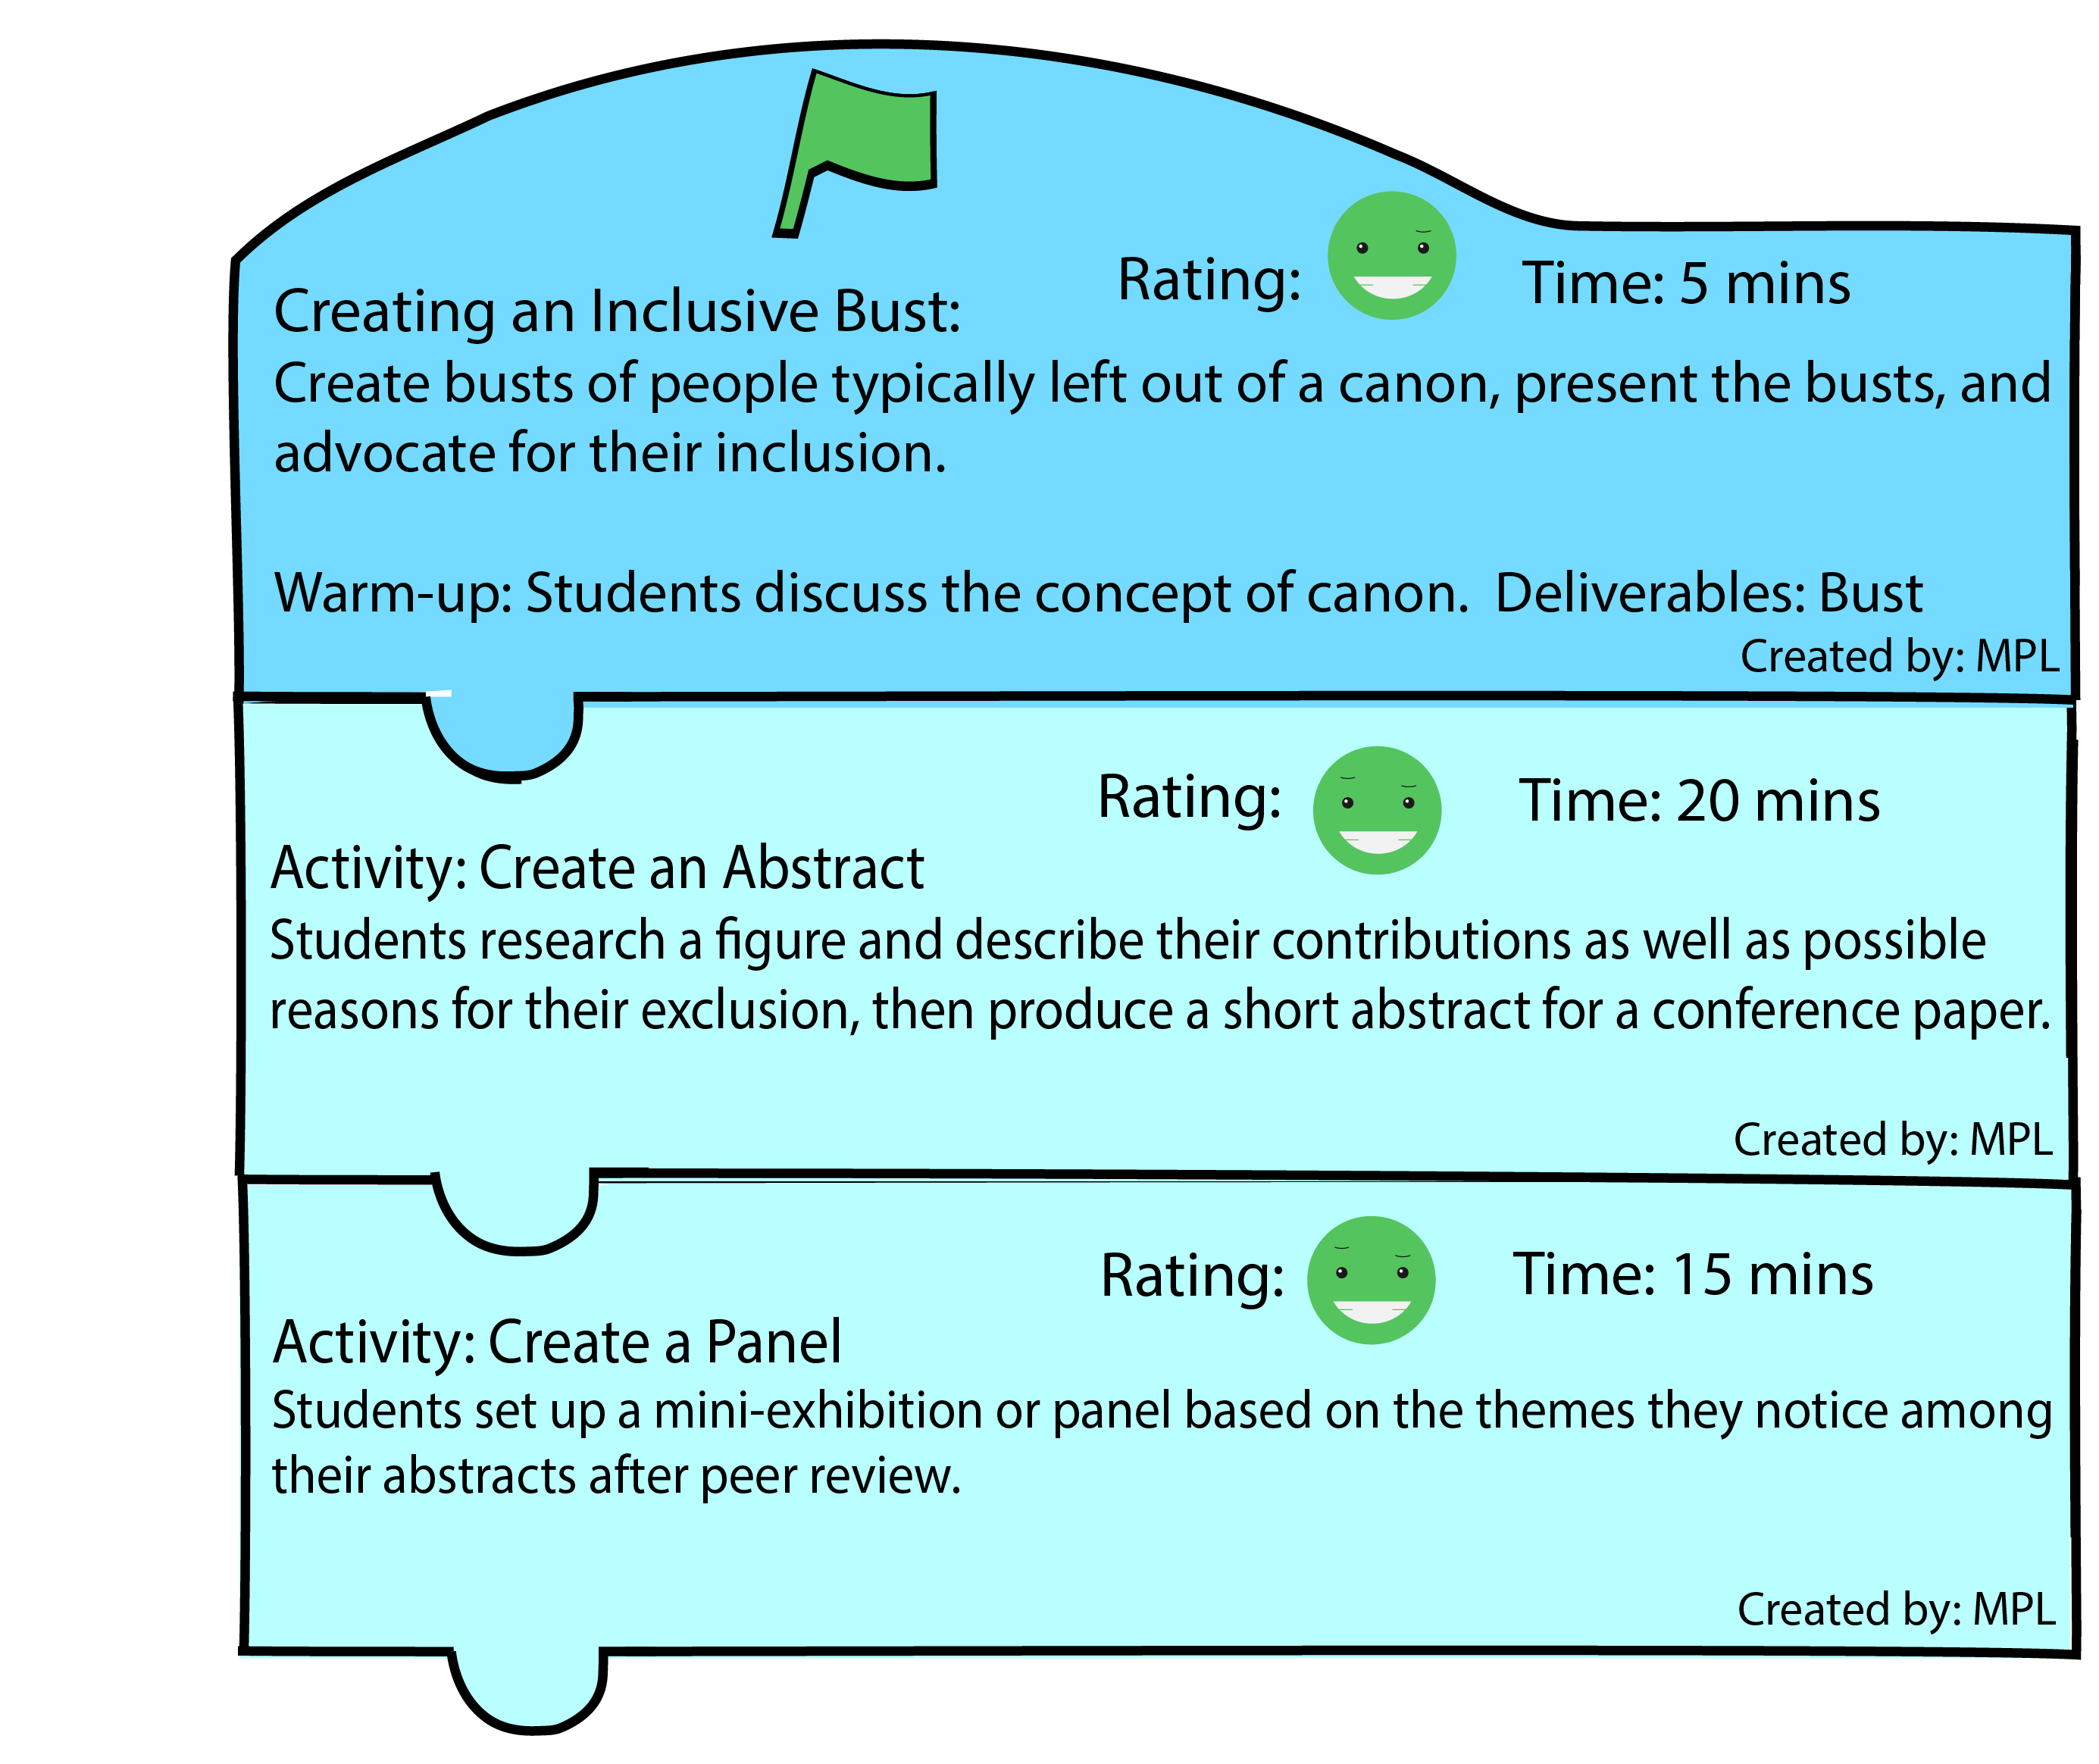 Rating: Time: 5 mins
Creating an Inclusive Bust:
Create busts of people typically left out of a canon, present the busts, and
advocate for their inclusion.
Warm-up: Students discuss the concept of canon. Deliverables: Bust
Created by: MPL
Rating: Time: 20 mins
Activity: Create an Abstract
Students research a figure and describe their contributions as well as possible
reasons for their exclusion, then produce a short abstract for a conference paper.
Created by: MPL
Rating: Time: 15 mins
Activity: Create a Panel
Students set up a mini-exhibition or panel based on the themes they notice among
their abstracts after peer review.
Created by: MPL